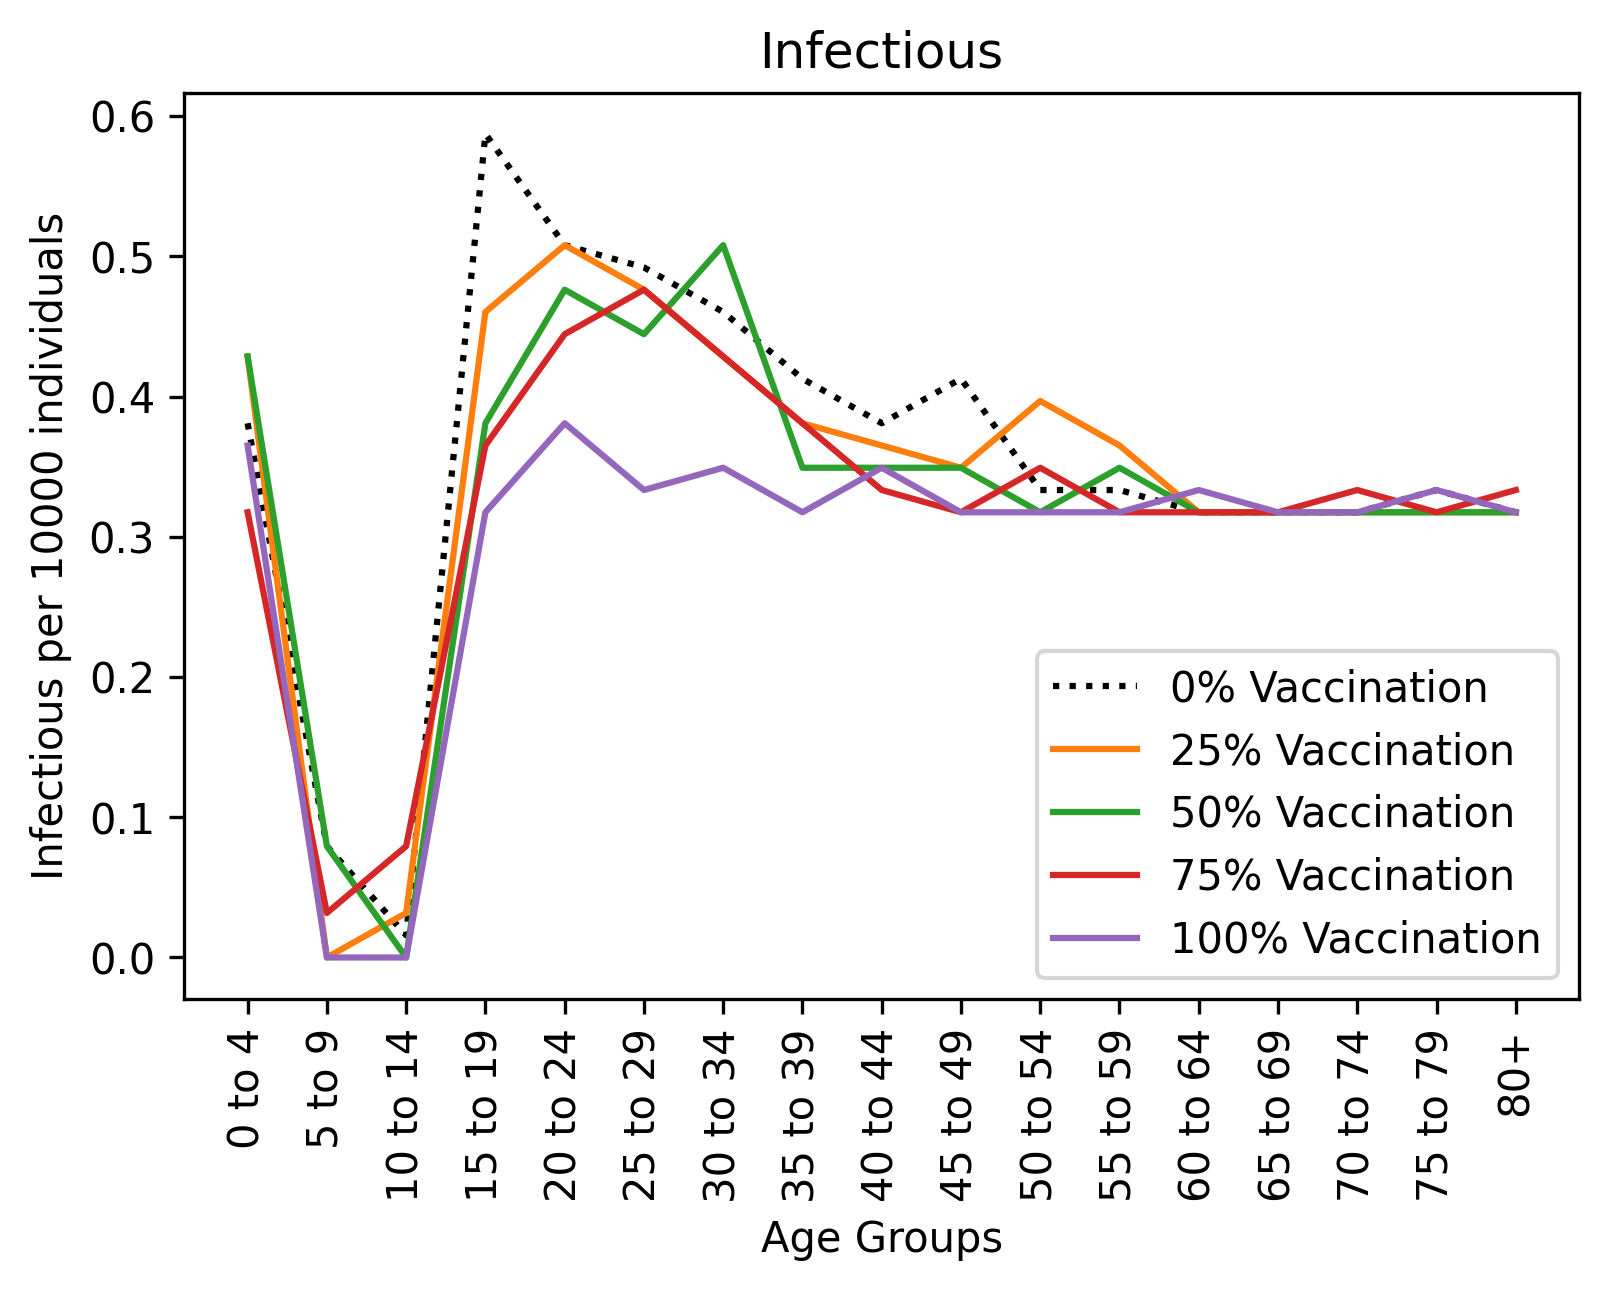 Infectious
Infectious per 10000 individuals
0.6
0.5
0.4
0.3
0.2
0.1
0.0
0% Vaccination
25% Vaccination
50% Vaccination
75% Vaccination
100% Vaccination
0 to 4
5 to 9
10 to 14
15 to 19
20 to 24
25 to 29
30 to 34
35 to 39
40 to 44
45 to 49
50 to 54
55 to 59
60 to 64
65 to 69
70 to 74
75 to 79
80+
Age Groups